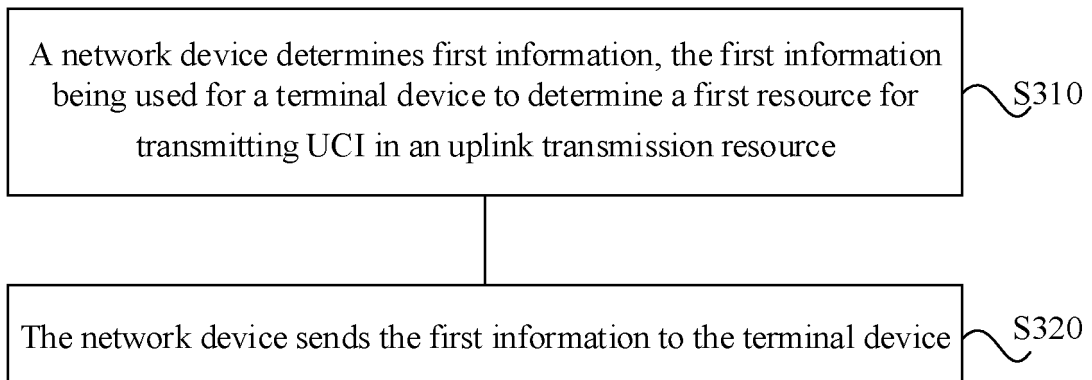 A network device determines first information, the first information
being used for a terminal device to determine a first resource for
transmitting UCI in an uplink transmission resource
S310
The network device sends the first information to the terminal device
S320